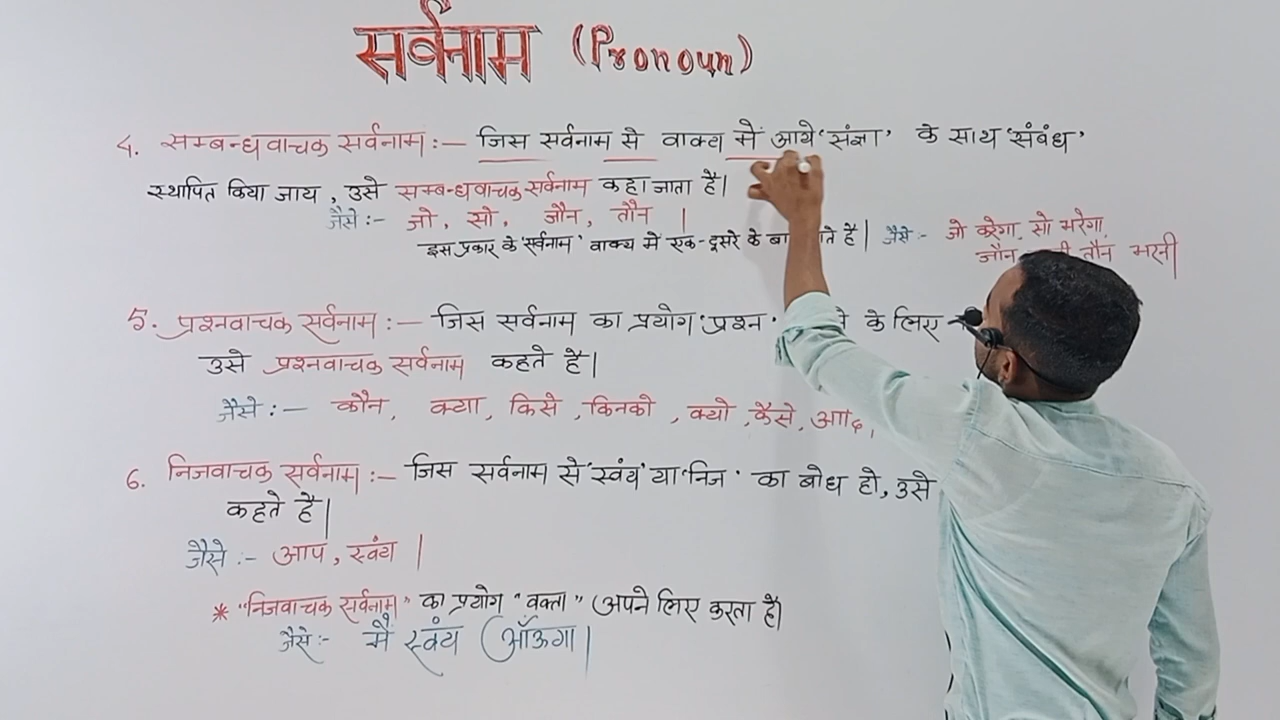 सर्वनाम (Pronoun)
4. सम्बन्धवाचक सर्वनाम :— जिस सर्वनाम से वाक्य में आये 'संज्ञा' के साथ 'संबंध'
स्थापित किया जाय , उसे सम्बन्धवाचक सर्वनाम कहा जाता है।
जैसे :- जो , सो , जौन , तौन |
इस प्रकार के 'सर्वनाम' वाक्य में एक-दूसरे के हैं | जैसे :- जो करेगा, सो भरेगा,
जौन तौन भरनी|
5. प्रश्नवाचक सर्वनाम :— जिस सर्वनाम का प्रयोग 'प्रश्न' के लिए
उसे प्रश्नवाचक सर्वनाम कहते हैं|
जैसे :— कौन, क्या, किसे , किनको , क्यों , कैसे, आदि,
6. निजवाचक सर्वनाम :— जिस सर्वनाम से 'स्वंय' या 'निज' का बोध हो, उसे
कहते हैं|
जैसे :- आप , स्वंय |
* "निजवाचक सर्वनाम" का प्रयोग "वक्ता" (अपने लिए करता है)
जैसे :- मैं स्वंय (आँऊगा|